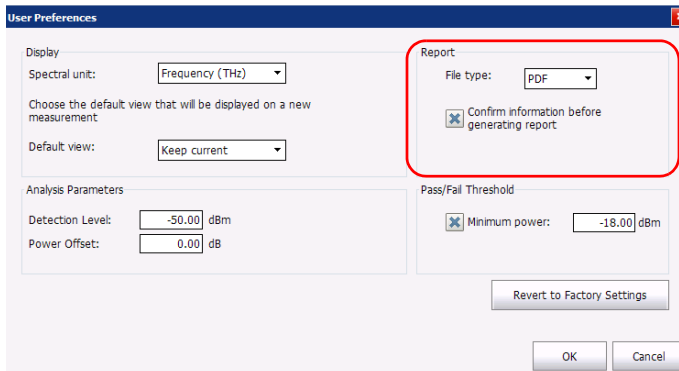 User Preferences
Display
Spectral unit: Frequency (THz)
Choose the default view that will be displayed on a new
measurement
Default view: Keep current
Report
File type: PDF
Confirm information before
generating report
Analysis Parameters
Detection Level: -50.00 dBm
Power Offset: 0.00 dB
Pass/Fail Threshold
Minimum power: -18.00 dBm
Revert to Factory Settings
OK Cancel